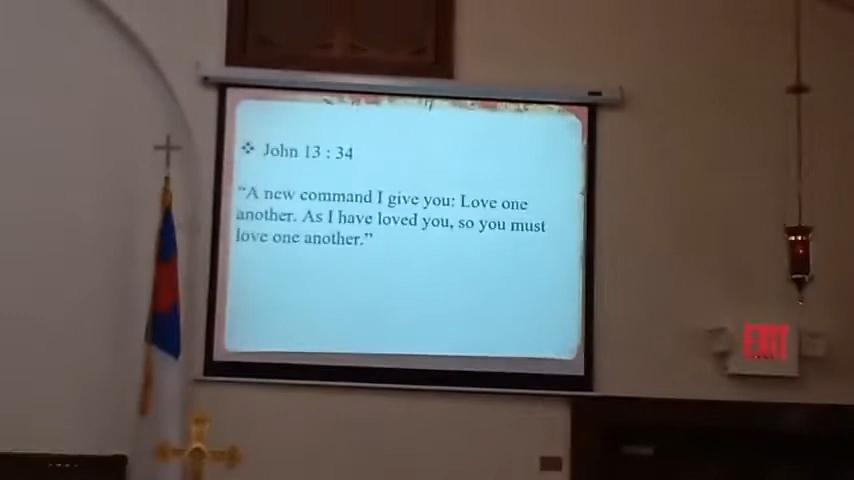 ❖ John 13 : 34
“A new command I give you: Love one
another. As I have loved you, so you must
love one another.”
EXIT